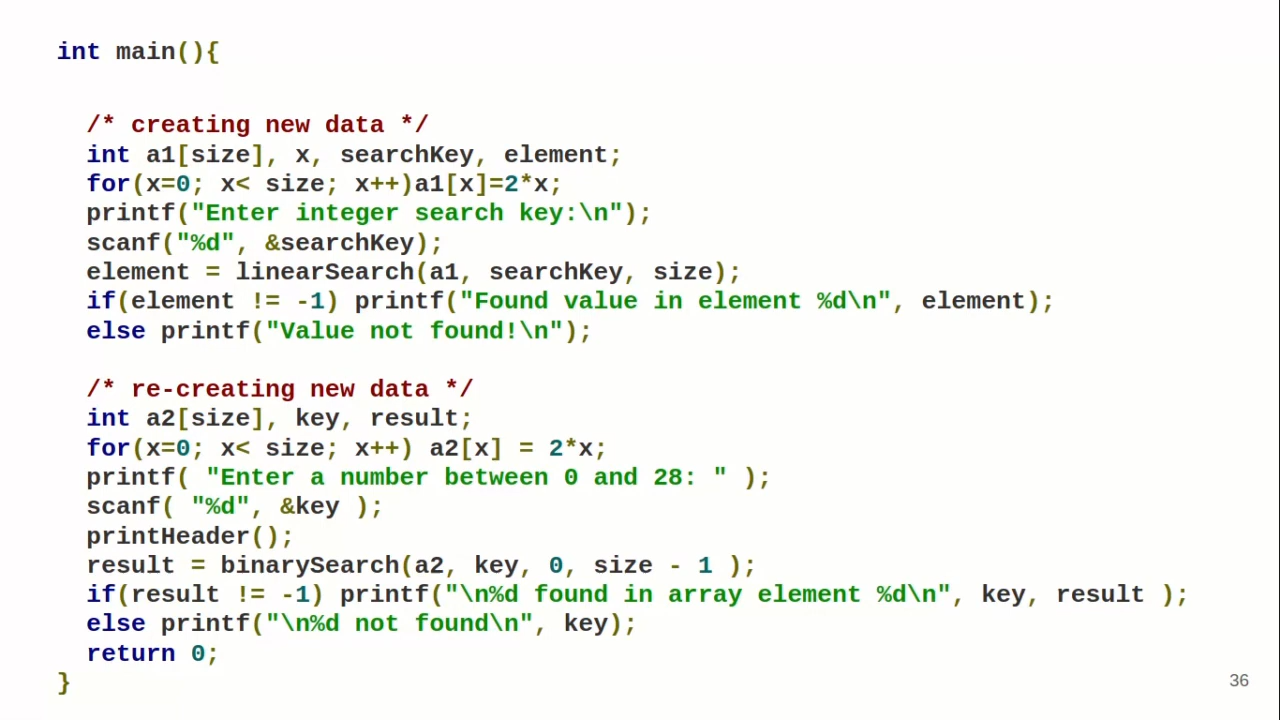 int main(){
/* creating new data */
int a1[size], x, searchKey, element;
for(x=0; x< size; x++)a1[x]=2*x;
printf("Enter integer search key:\n");
scanf("%d", &searchKey);
element = linearSearch(a1, searchKey, size);
if(element != -1) printf("Found value in element %d\n", element);
else printf("Value not found!\n");
/* re-creating new data */
int a2[size], key, result;
for(x=0; x< size; x++) a2[x] = 2*x;
printf( "Enter a number between 0 and 28: " );
scanf( "%d", &key );
printHeader();
result = binarySearch(a2, key, 0, size - 1 );
if(result != -1) printf("\n%d found in array element %d\n", key, result );
else printf("\n%d not found\n", key);
return 0;
}
36